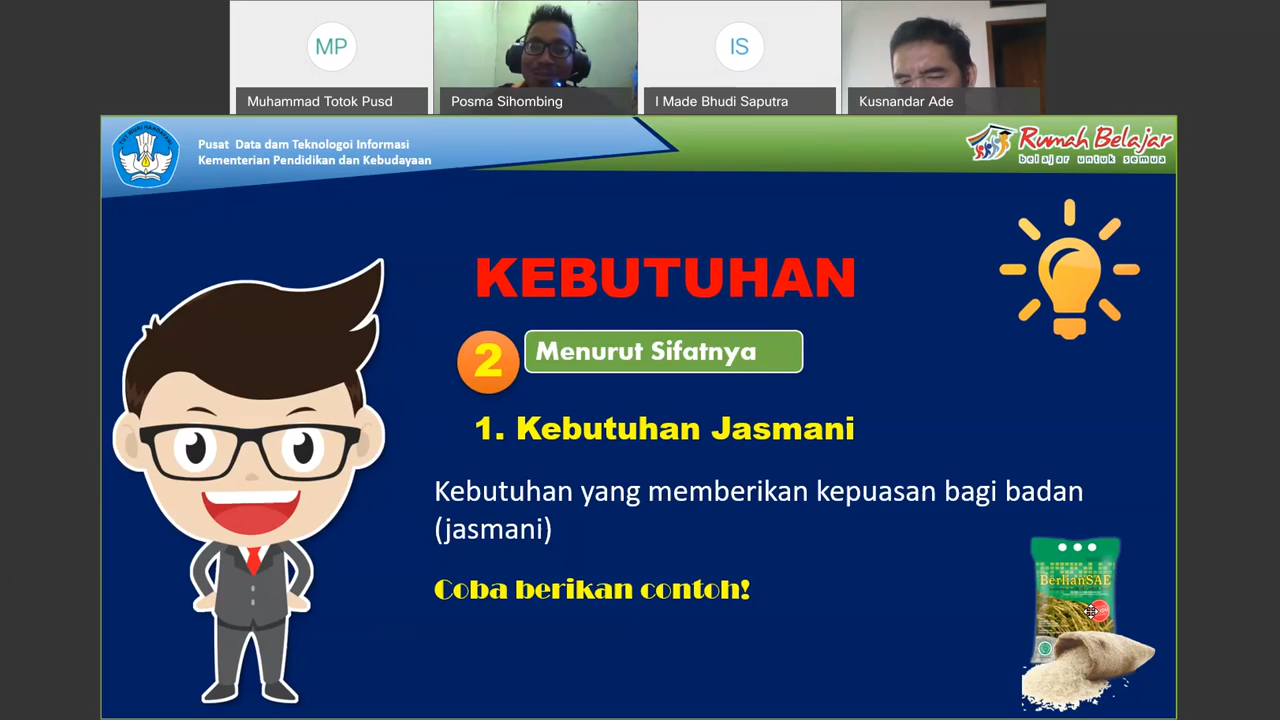 MP
IS
Muhammad Totok Pusd
Posma Sihombing
I Made Bhudi Saputra
Kusnandar Ade
Pusat Data dam Teknologoi Informasi
Kementerian Pendidikan dan Kebudayaan
Rumah Belajar
belajar untuk semua
KEBUTUHAN
2
Menurut Sifatnya
1. Kebutuhan Jasmani
Kebutuhan yang memberikan kepuasan bagi badan
(jasmani)
Coba berikan contoh!
BerlianSAE